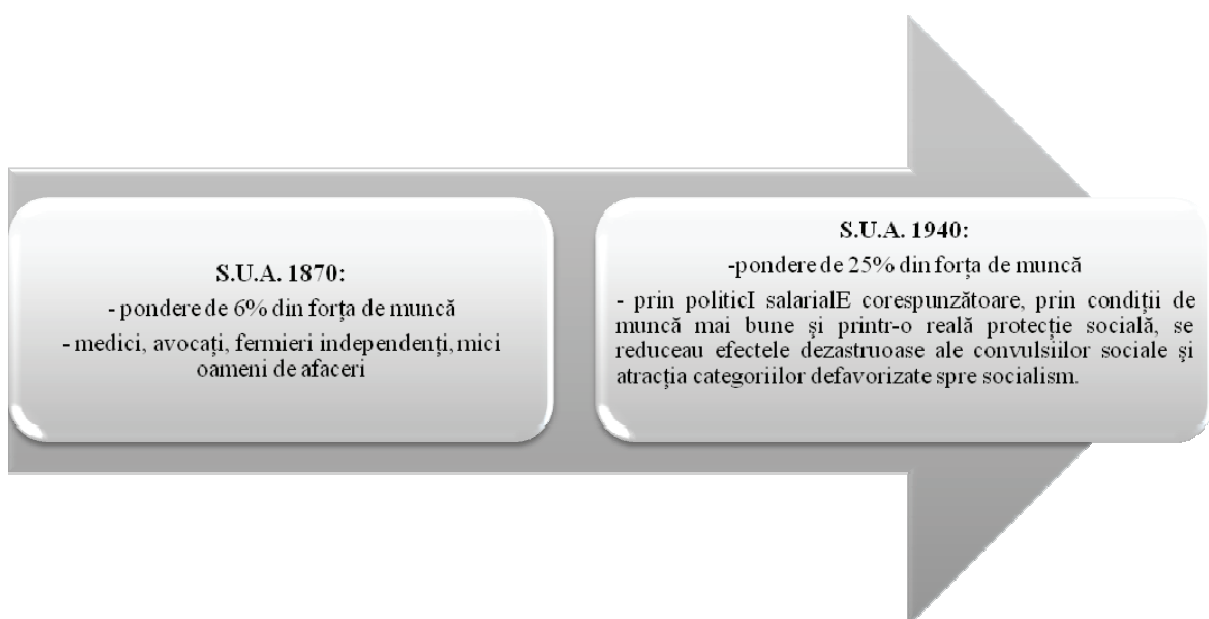 S.U.A. 1870:
- pondere de 6% din forța de muncă
- medici, avocați, fermieri independenți, mici
oameni de afaceri
S.U.A. 1940:
-pondere de 25% din forța de muncă
- prin politicI salarialE corespunzătoare, prin condiții de
muncă mai bune și printr-o reală protecție socială, se
reduceau efectele dezastruoase ale convulsiilor sociale și
atracția categoriilor defavorizate spre socialism.